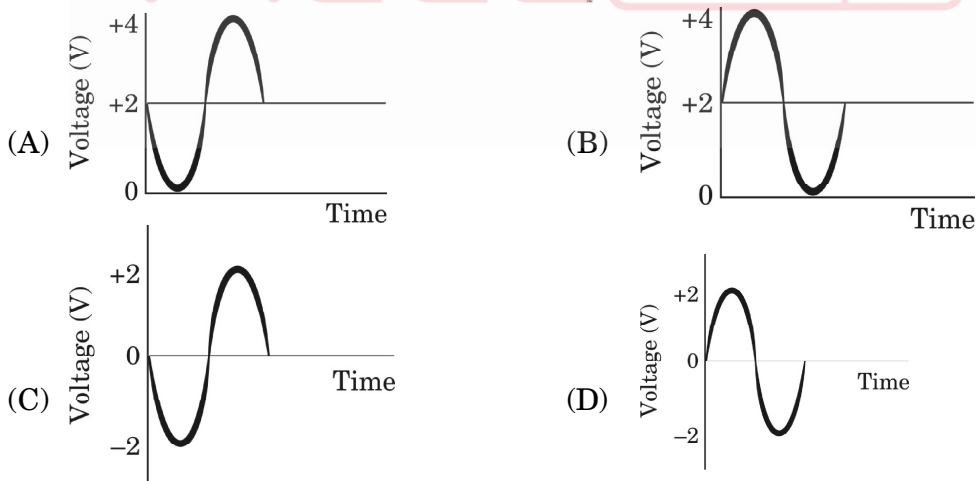 (A)
Voltage (V)
+4
+2
0
Time
(B)
Voltage (V)
+4
+2
0
Time
(C)
Voltage (V)
+2
0
–2
Time
(D)
Voltage (V)
+2
0
–2
Time